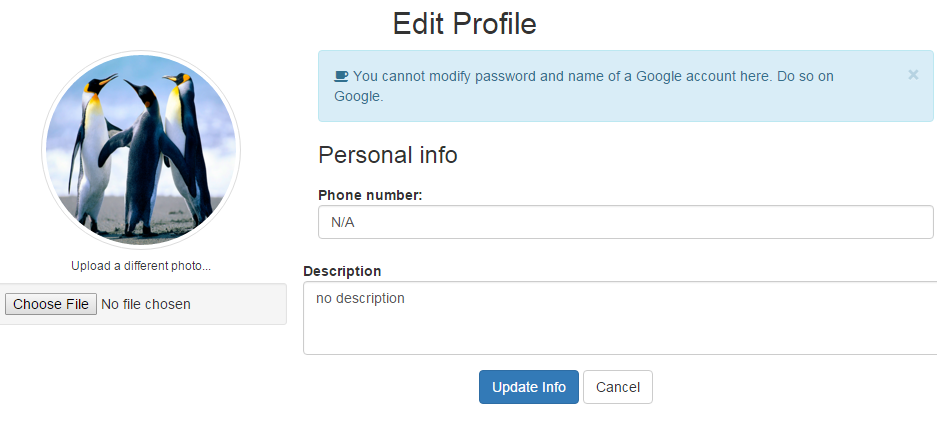 Edit Profile
You cannot modify password and name of a Google account here. Do so on
Google.
×
Personal info
Phone number:
N/A
Upload a different photo...
Choose File No file chosen
Description
no description
Update Info
Cancel